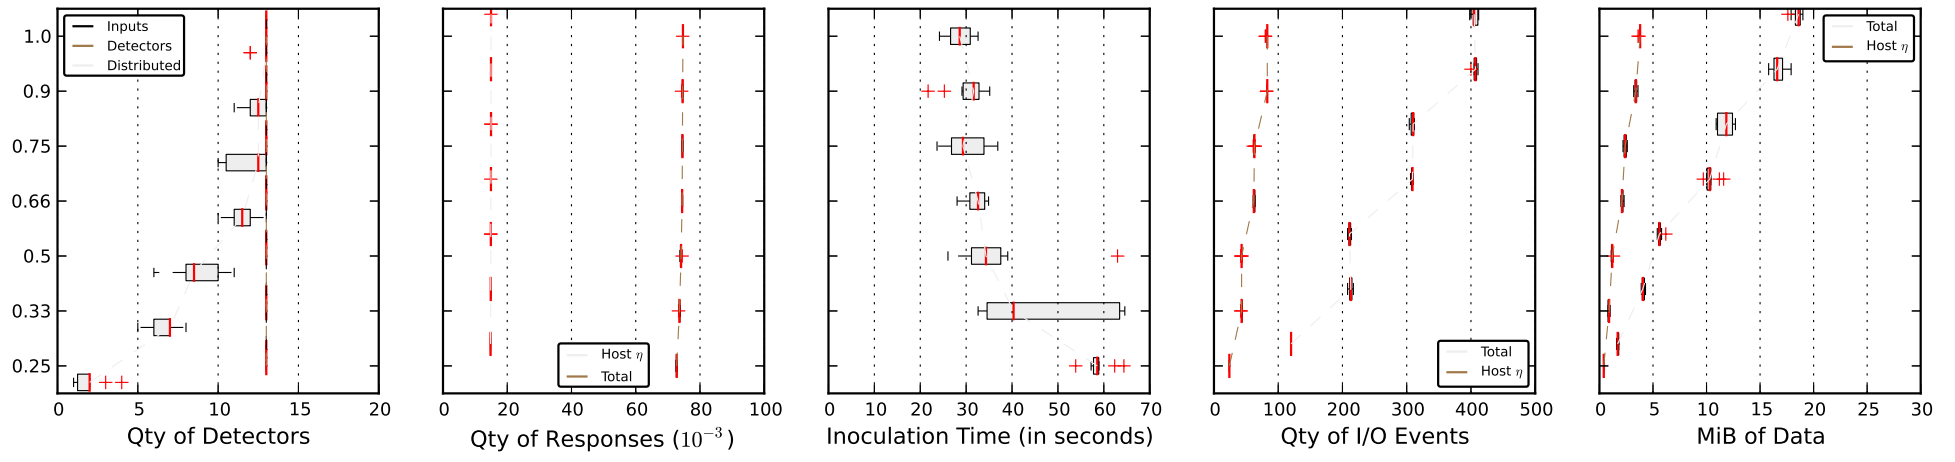 1.0
0.9
0.75
0.66
0.5
0.33
0.25
Inputs
Detectors
Distributed
0 5 10 15 20
Qty of Detectors
Host η
Total
0 20 40 60 80 100
Qty of Responses (10⁻³)
0 10 20 30 40 50 60 70
Inoculation Time (in seconds)
Total
Host η
0 100 200 300 400 500
Qty of I/O Events
Total
Host η
0 5 10 15 20 25 30
MiB of Data